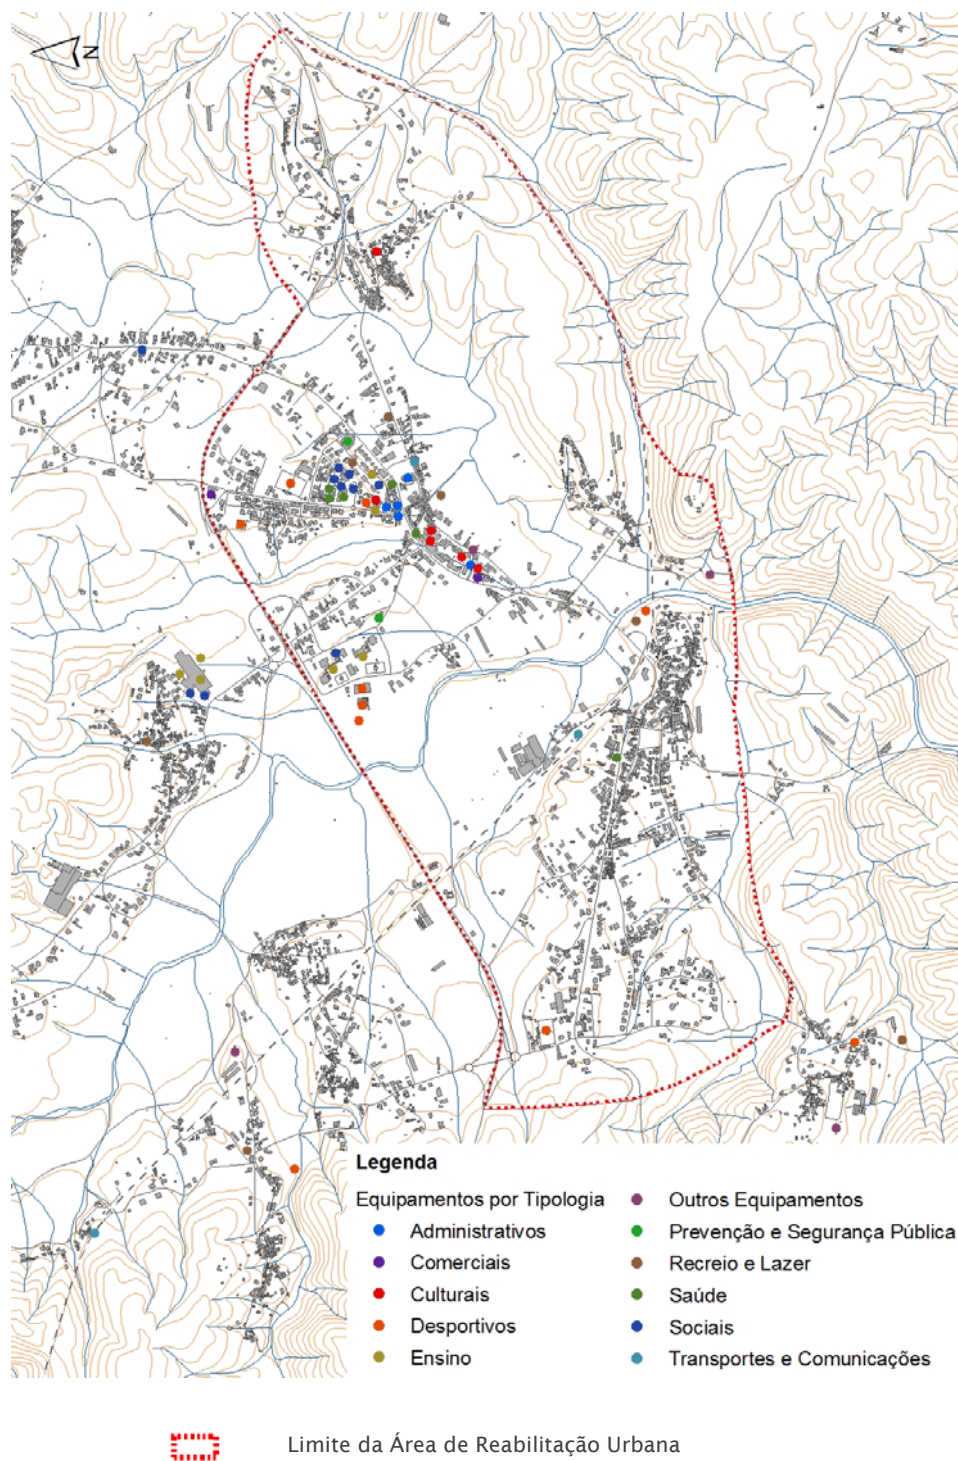 N
Legenda
Equipamentos por Tipologia
Administrativos
Comerciais
Culturais
Desportivos
Ensino
Outros Equipamentos
Prevenção e Segurança Pública
Recreio e Lazer
Saúde
Sociais
Transportes e Comunicações
Limite da Área de Reabilitação Urbana